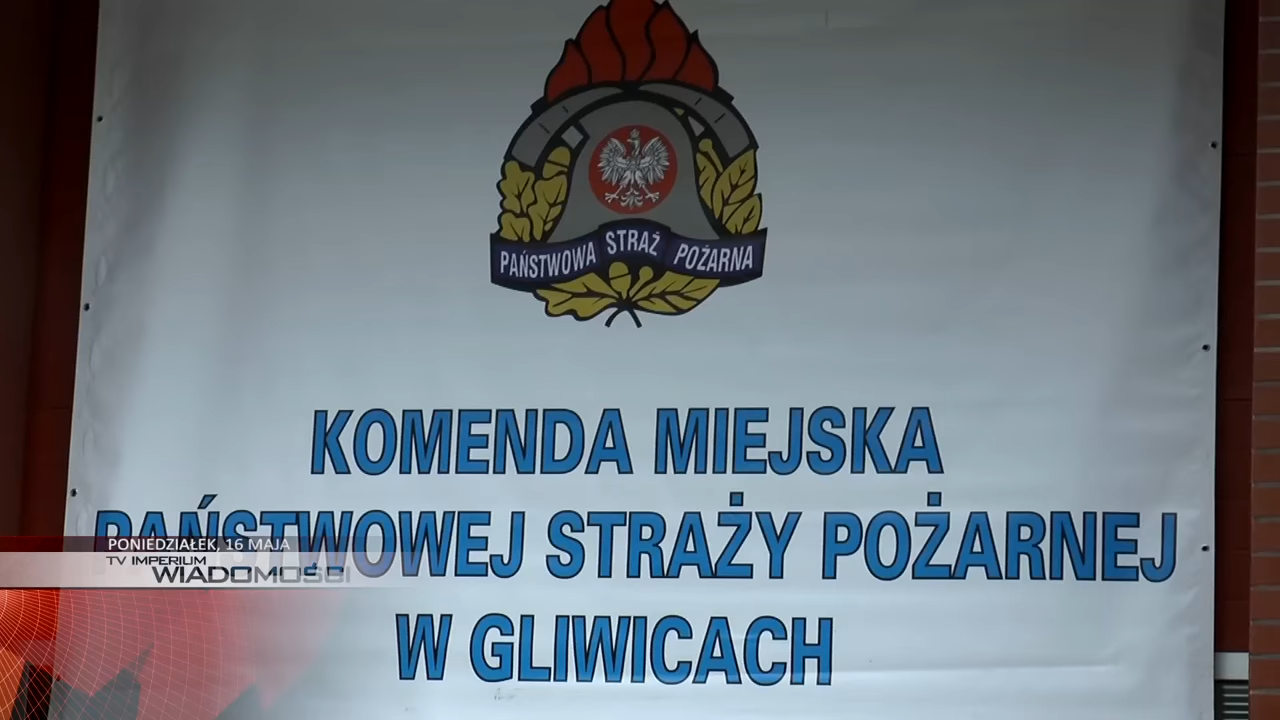 PAŃSTWOWA STRAŻ POŻARNA
KOMENDA MIEJSKA
PAŃSTWOWEJ STRAŻY POŻARNEJ
W GLIWICACH
PONIEDZIAŁEK, 16 MAJA
TV IMPERIUM
WIADOMOŚCI